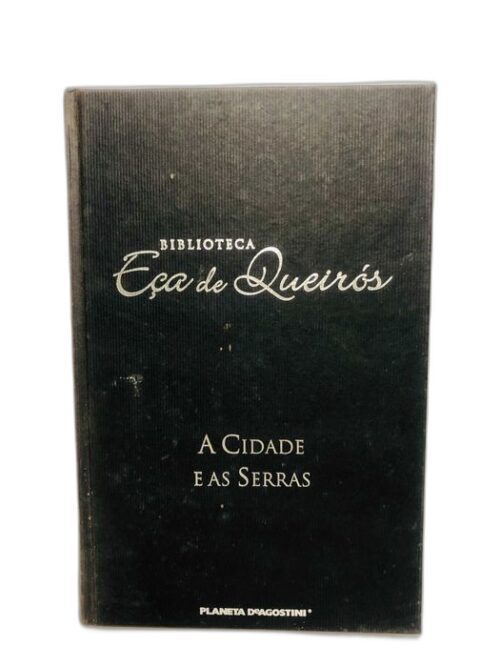 BIBLIOTECA
Eça de Queirós
A CIDADE
E AS SERRAS
PLANETA DEAGOSTINI®